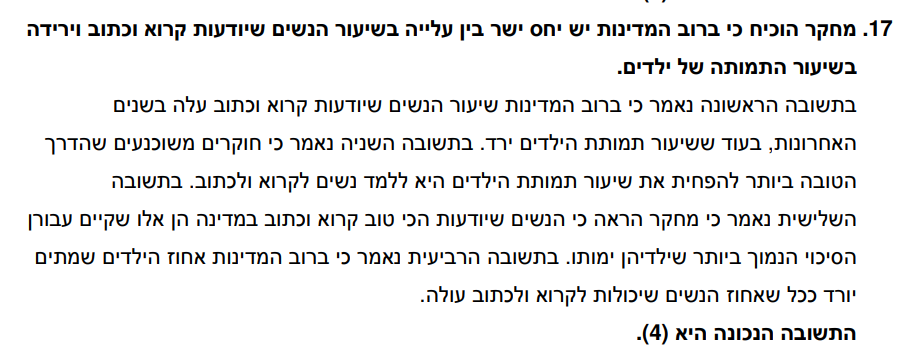 17. מחקר הוכיח כי ברוב המדינות יש יחס ישר בין עלייה בשיעור הנשים שיודעות קרוא וכתוב וירידה
בשיעור התמותה של ילדים.
בתשובה הראשונה נאמר כי ברוב המדינות שיעור הנשים שיודעות קרוא וכתוב עלה בשנים
האחרונות, בעוד ששיעור תמותת הילדים ירד. בתשובה השניה נאמר כי חוקרים משוכנעים שהדרך
הטובה ביותר להפחית את שיעור תמותת הילדים היא ללמד נשים לקרוא ולכתוב. בתשובה
השלישית נאמר כי מחקר הראה כי הנשים שיודעות הכי טוב קרוא וכתוב במדינה הן אלו שקיים עבורן
הסיכוי הנמוך ביותר שילדיהן ימותו. בתשובה הרביעית נאמר כי ברוב המדינות אחוז הילדים שמתים
יורד ככל שאחוז הנשים שיכולות לקרוא ולכתוב עולה.
התשובה הנכונה היא (4).